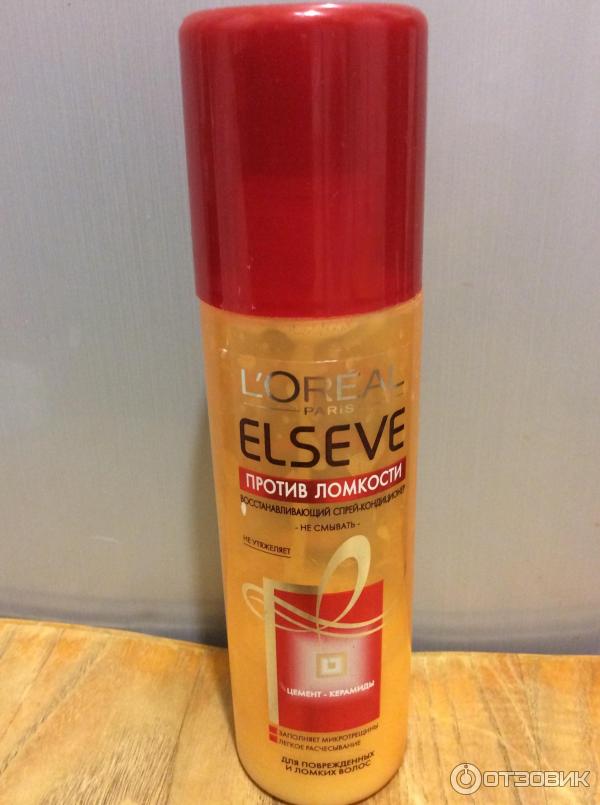 L'ORÉAL
PARIS
ELSEVE
ПРОТИВ ЛОМКОСТИ
ВОССТАНАВЛИВАЮЩИЙ СПРЕЙ-КОНДИЦИОНЕР
- НЕ СМЫВАТЬ -
НЕ УТЯЖЕЛЯЕТ
ЦЕМЕНТ - КЕРАМИДЫ
ЗАПОЛНЯЕТ МИКРОТРЕЩИНЫ
ЛЕГКОЕ РАСЧЕСЫВАНИЕ
ДЛЯ ПОВРЕЖДЕННЫХ
И ЛОМКИХ ВОЛОС
ОТЗОВИК